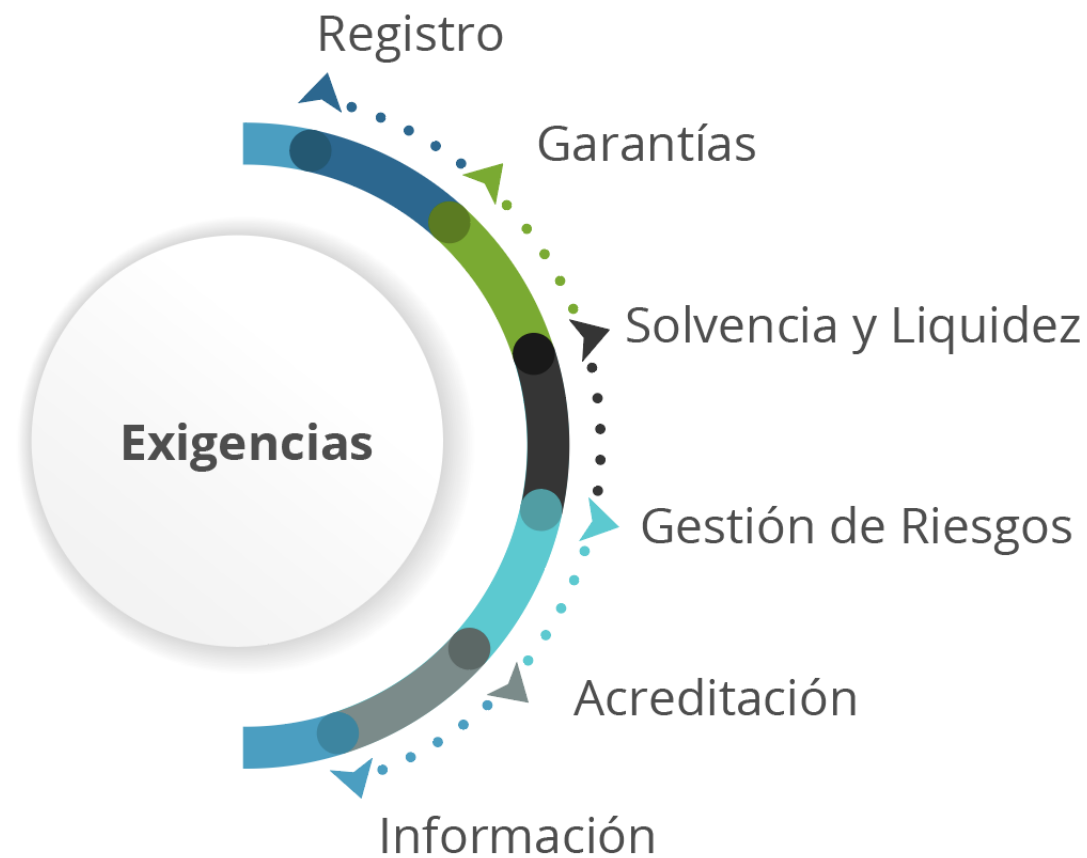 Registro
Garantías
Solvencia y Liquidez
Exigencias
Gestión de Riesgos
Acreditación
Información